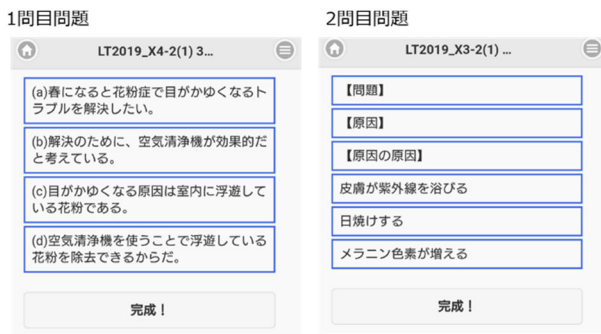 1問目問題
LT2019_X4-2(1) 3...
(a)春になると花粉症で目がかゆくなるト
ラブルを解決したい。
(b)解決のために、空気清浄機が効果的だ
と考えている。
(c)目がかゆくなる原因は室内に浮遊して
いる花粉である。
(d)空気清浄機を使うことで浮遊している
花粉を除去できるからだ。
完成！
2問目問題
LT2019_X3-2(1) ...
【問題】
【原因】
【原因の原因】
皮膚が紫外線を浴びる
日焼けする
メラニン色素が増える
完成！